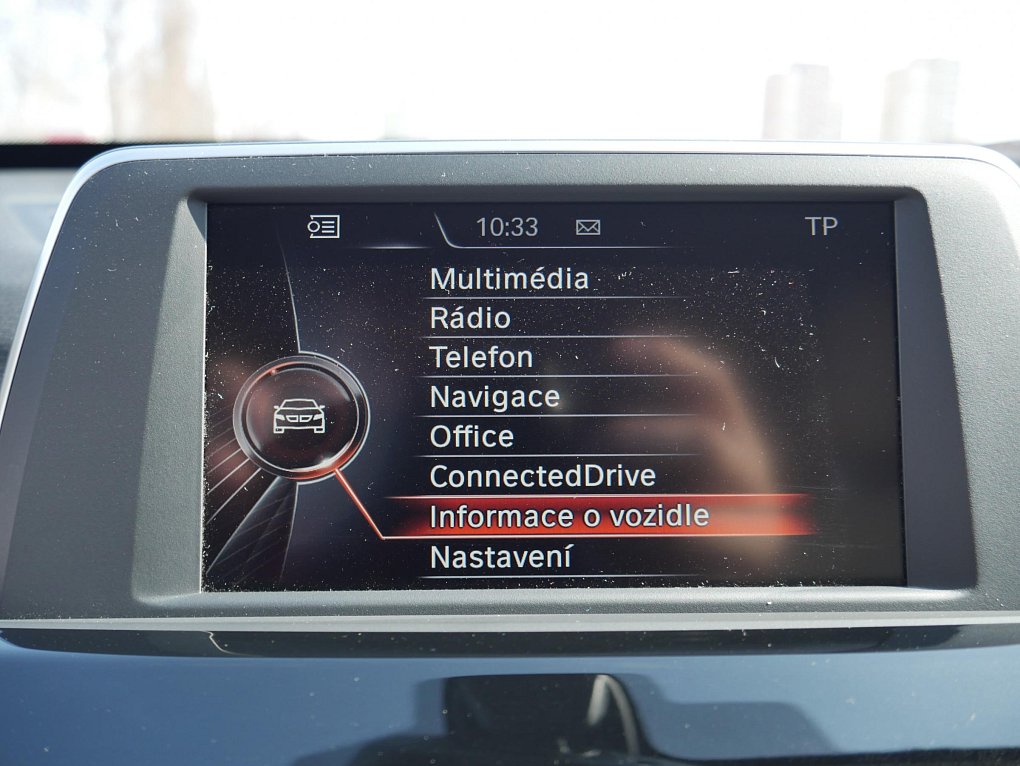 10:33
TP
Multimédia
Rádio
Telefon
Navigace
Office
ConnectedDrive
Informace o vozidle
Nastavení